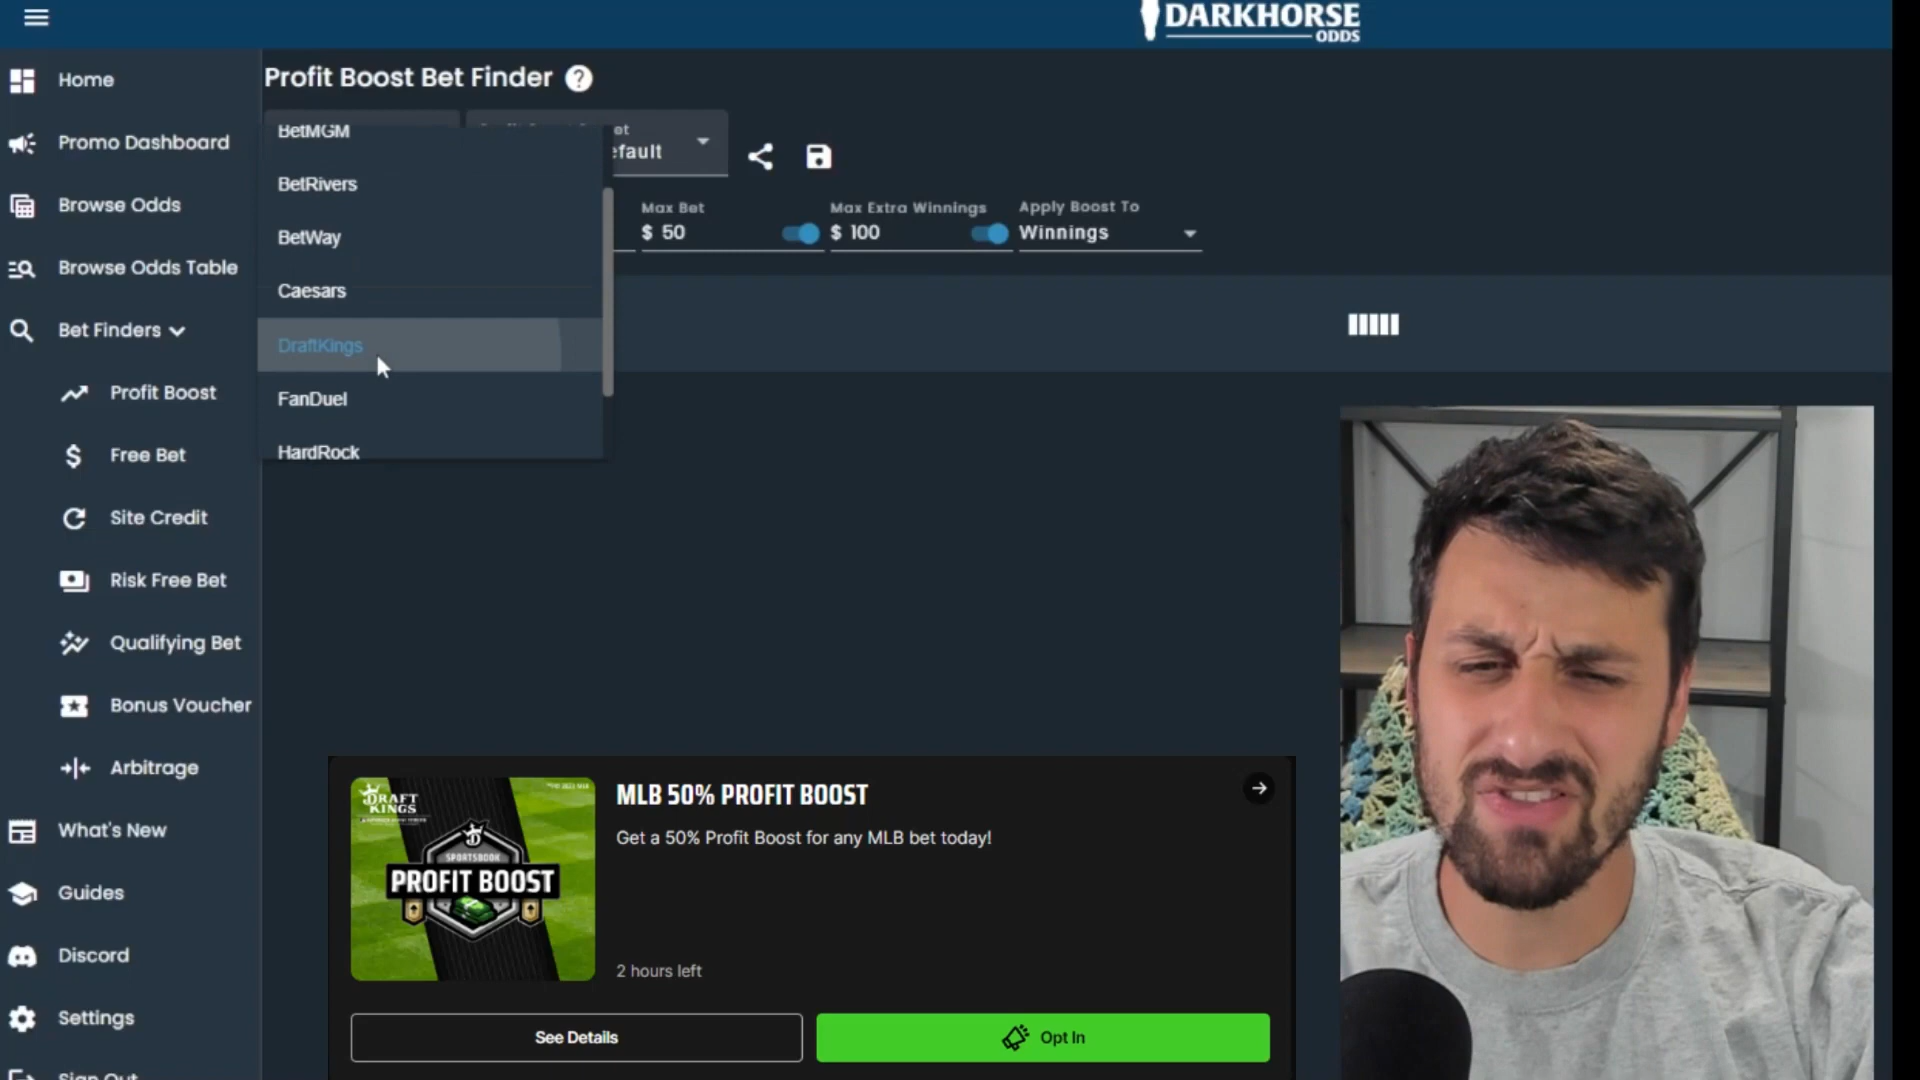 DARKHORSE
ODDS
Home
Promo Dashboard
Browse Odds
Browse Odds Table
Bet Finders
Profit Boost
Free Bet
Site Credit
Risk Free Bet
Qualifying Bet
Bonus Voucher
Arbitrage
What's New
Guides
Discord
Settings
Sign Out
Profit Boost Bet Finder ?
BetMGM
BetRivers
BetWay
Caesars
DraftKings
FanDuel
HardRock
Max Bet
$ 50
Max Extra Winnings
$ 100
Apply Boost To
Winnings
DRAFT
KINGS
SPORTSBOOK
PROFIT BOOST
MLB 50% PROFIT BOOST
Get a 50% Profit Boost for any MLB bet today!
2 hours left
See Details
Opt In